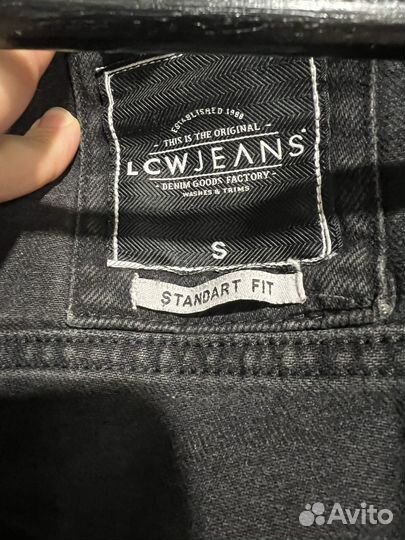 ESTABLISHED 1988
- THIS IS THE ORIGINAL -
LCWJEANS
- DENIM GOODS FACTORY -
WASHES & TRIMS
S
STANDART FIT
Avito